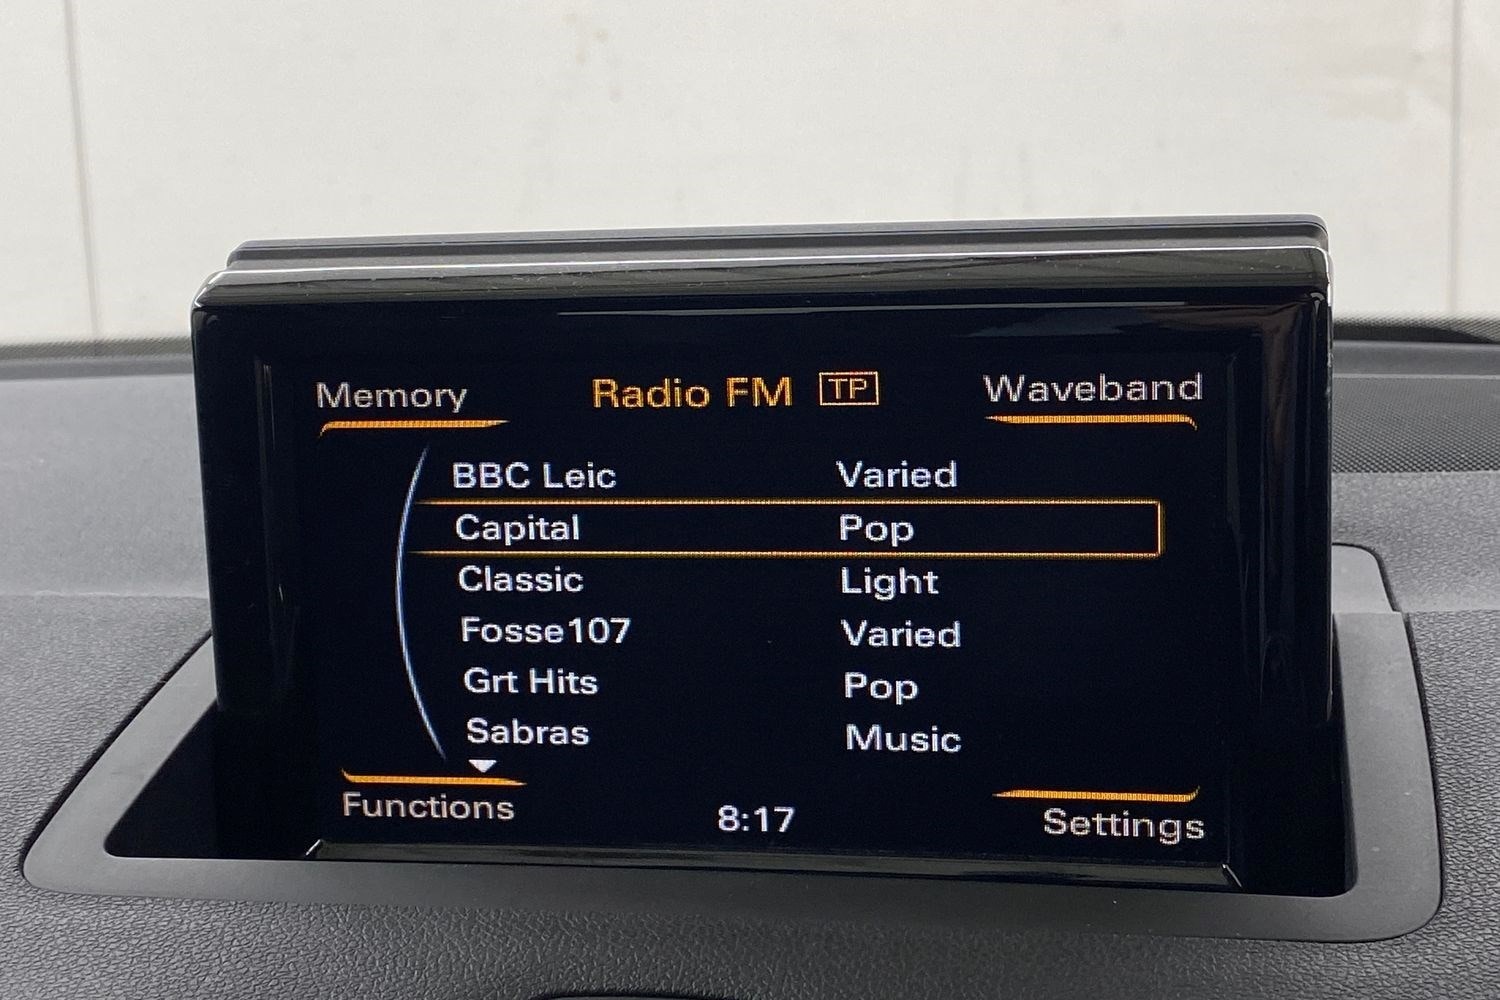 Memory Radio FM TP Waveband
BBC Leic Varied
Capital Pop
Classic Light
Fosse107 Varied
Grt Hits Pop
Sabras Music
Functions 8:17 Settings